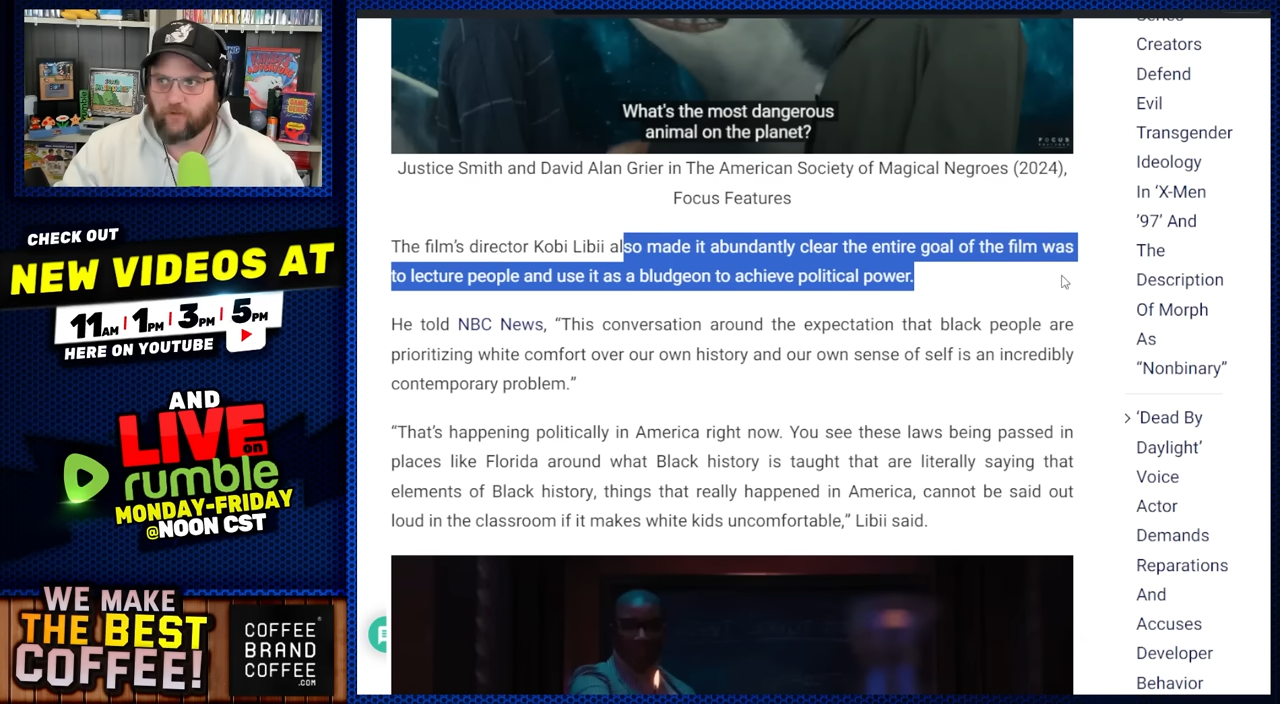 CHECK OUT
NEW VIDEOS AT
11AM | 1PM | 3PM | 5PM
HERE ON YOUTUBE
AND
LIVE
on
rumble
MONDAY-FRIDAY
@NOON CST
WE MAKE
THE BEST
COFFEE!
COFFEE
BRAND
COFFEE
.COM
What's the most dangerous
animal on the planet?
FOCUS
Justice Smith and David Alan Grier in The American Society of Magical Negroes (2024),
Focus Features
The film's director Kobi Libii also made it abundantly clear the entire goal of the film was
to lecture people and use it as a bludgeon to achieve political power.
He told NBC News, “This conversation around the expectation that black people are
prioritizing white comfort over our own history and our own sense of self is an incredibly
contemporary problem.”
“That’s happening politically in America right now. You see these laws being passed in
places like Florida around what Black history is taught that are literally saying that
elements of Black history, things that really happened in America, cannot be said out
loud in the classroom if it makes white kids uncomfortable,” Libii said.
Series
Creators
Defend
Evil
Transgender
Ideology
In ‘X-Men
’97’ And
The
Description
Of Morph
As
“Nonbinary”
‘Dead By
Daylight’
Voice
Actor
Demands
Reparations
And
Accuses
Developer
Behavior